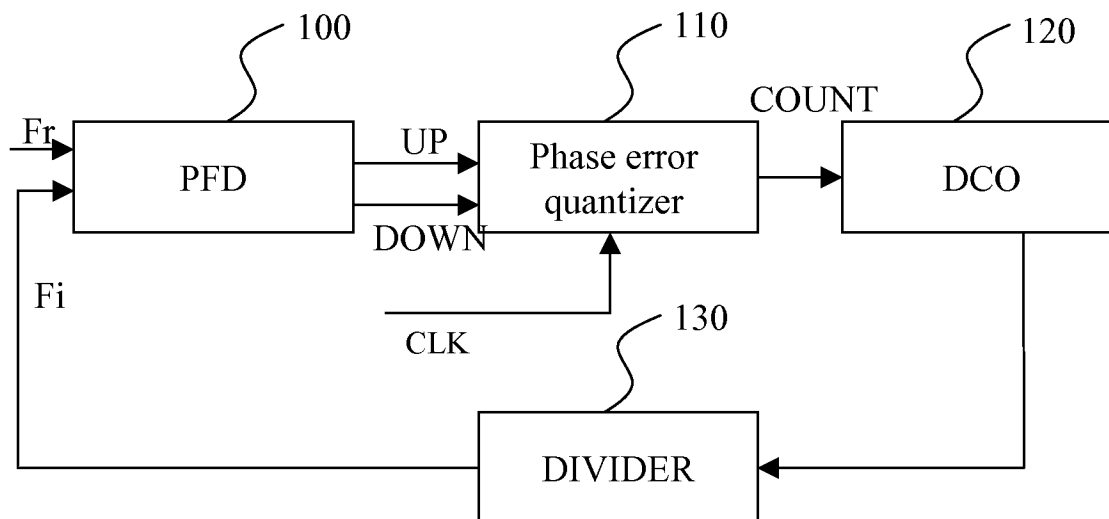 100
110
120
COUNT
Fr
UP
PFD
Phase error
quantizer
DCO
DOWN
Fi
CLK
130
DIVIDER